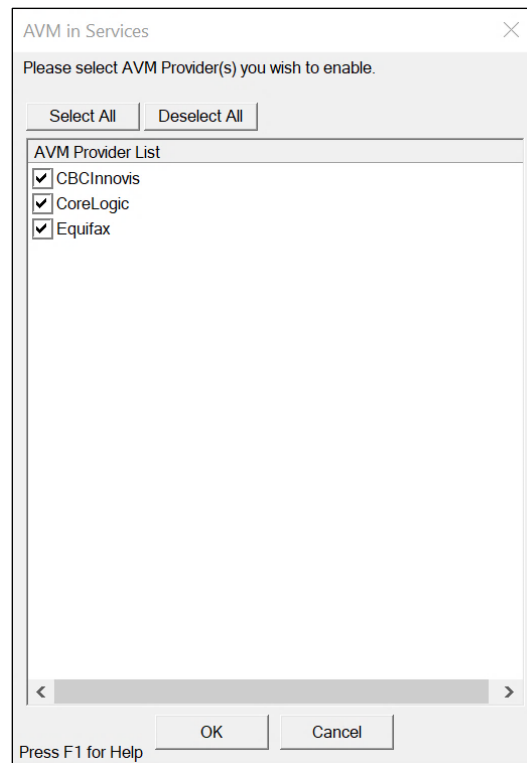 AVM in Services
Please select AVM Provider(s) you wish to enable.
Select All Deselect All
AVM Provider List
CBCInnovis
CoreLogic
Equifax
OK Cancel
Press F1 for Help